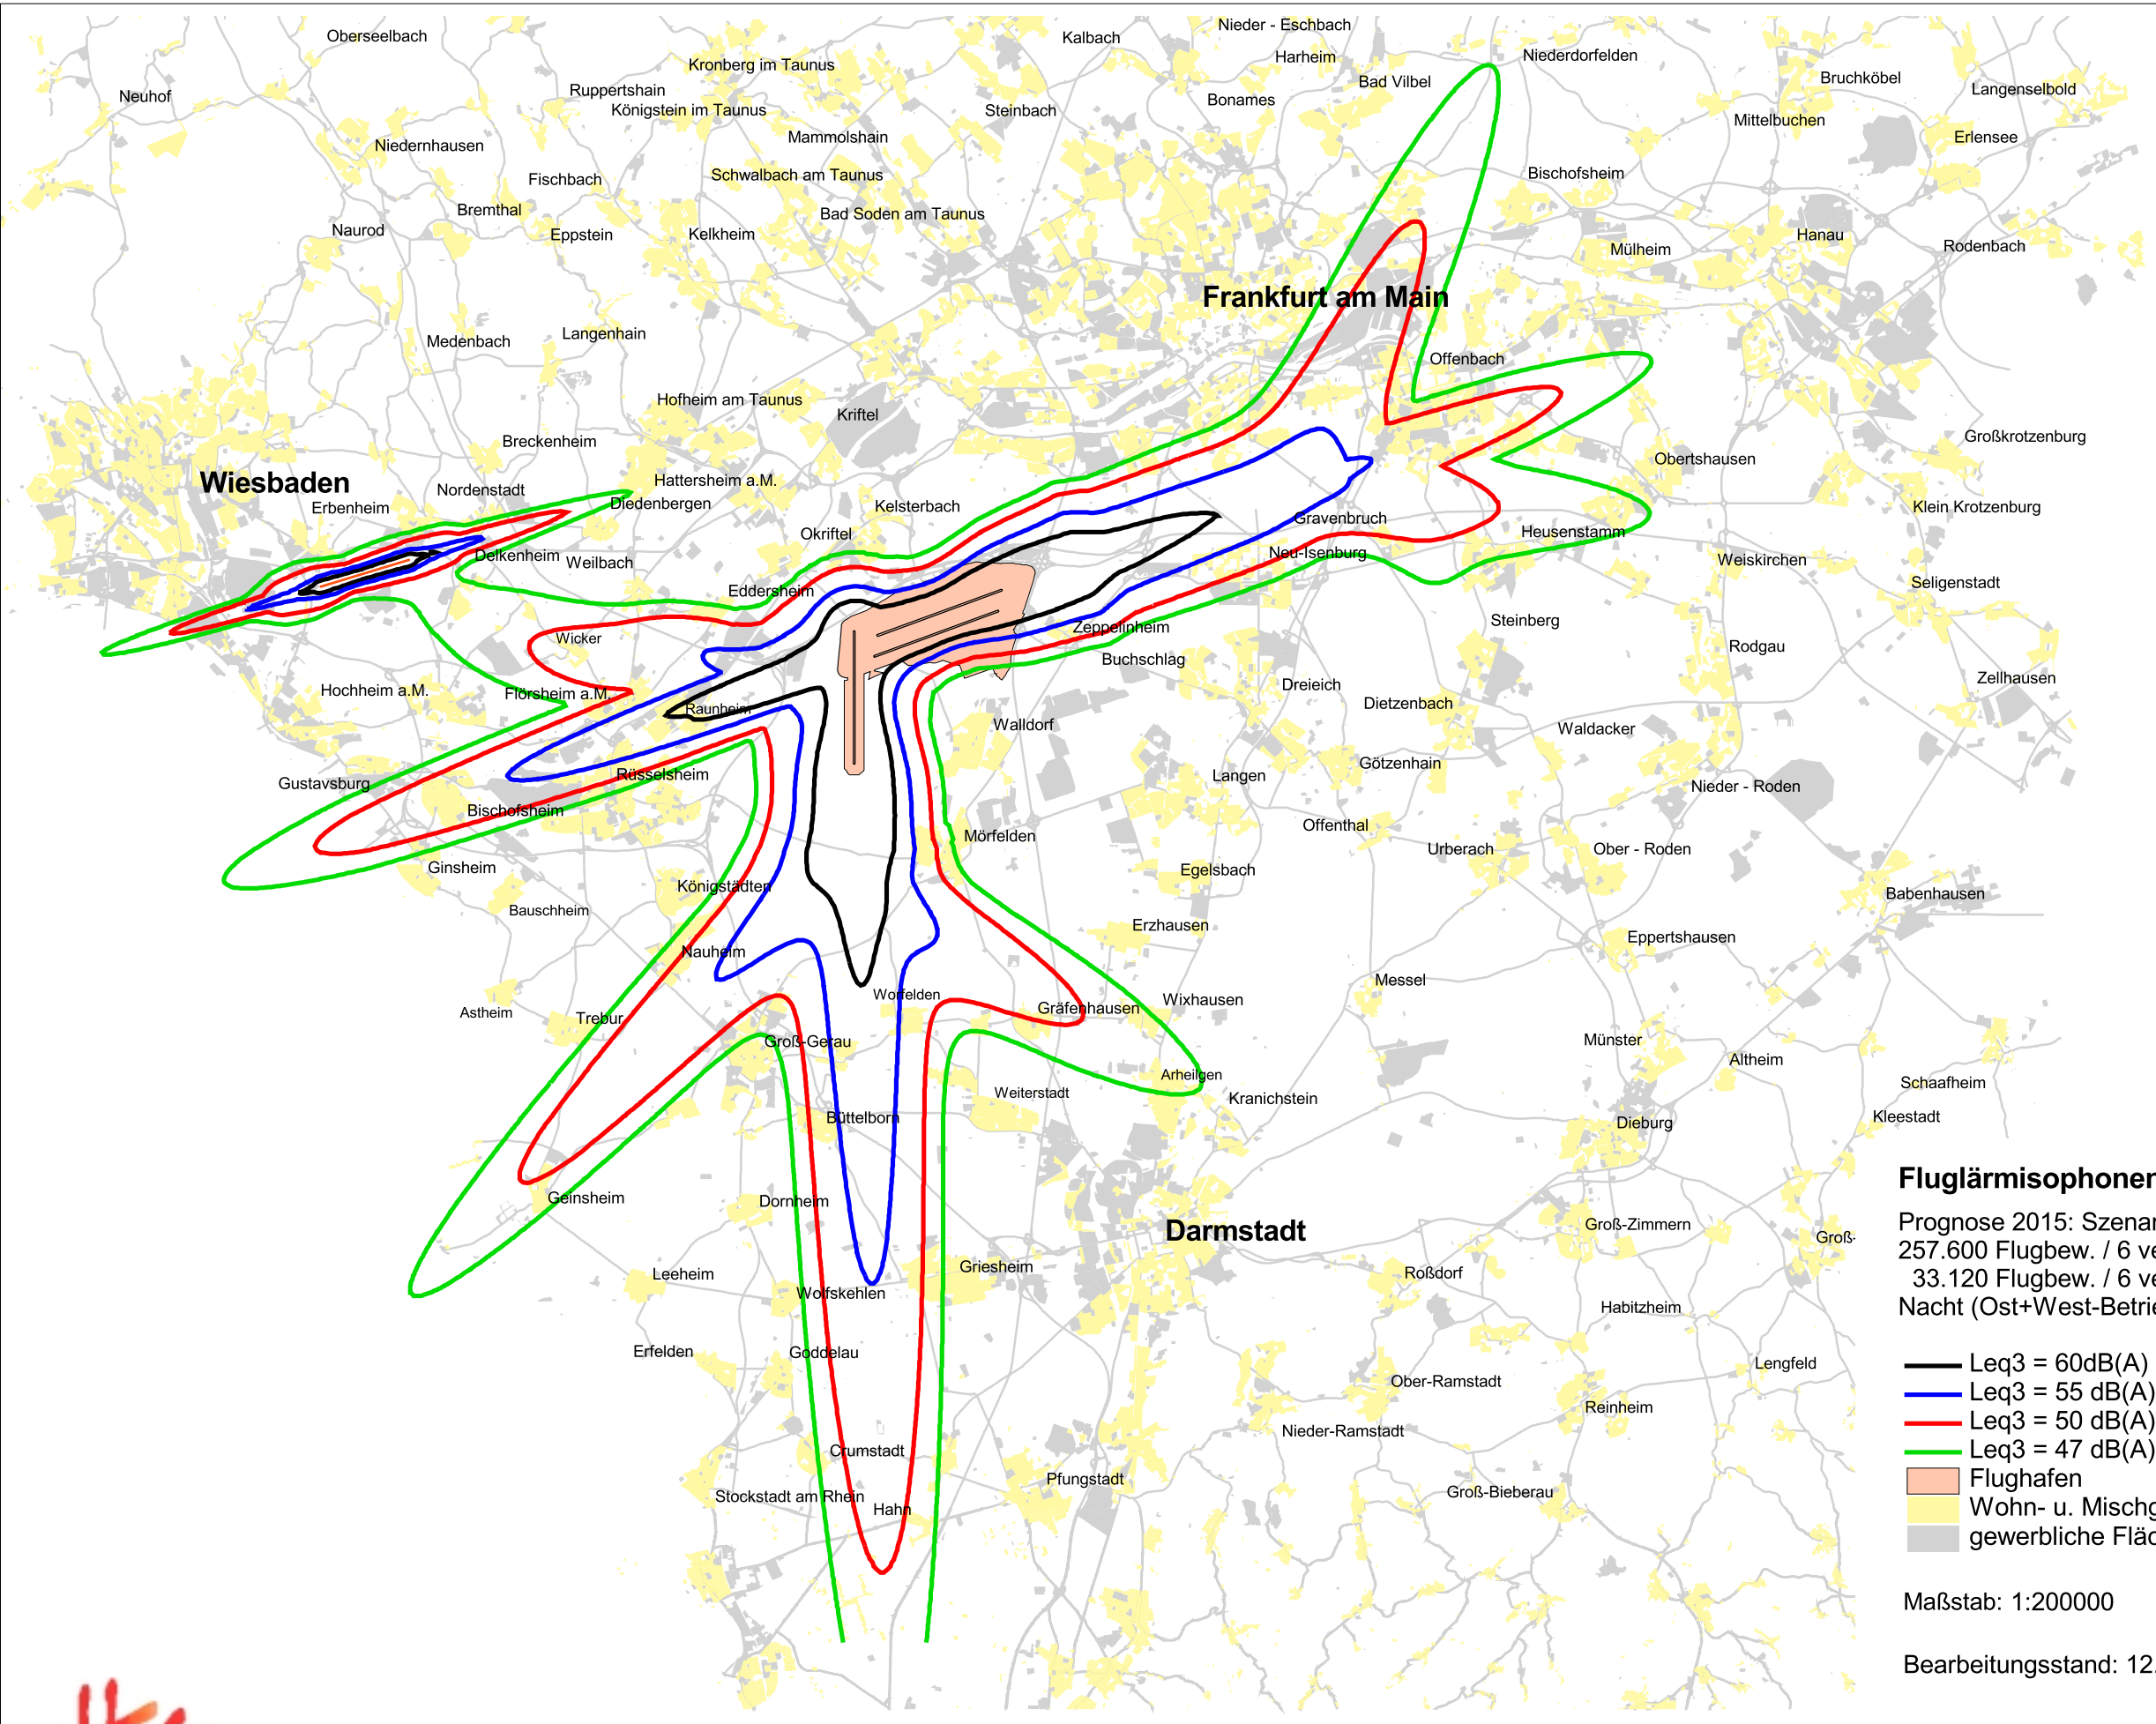 Oberseelbach
Kalbach
Nieder - Eschbach
Harheim
Niederdorfelden
Kronberg im Taunus
Bad Vilbel
Bruchköbel
Neuhof
Ruppertshain
Langenselbold
Königstein im Taunus
Steinbach
Bonames
Mittelbuchen
Niedernhausen
Mammolshain
Erlensee
Fischbach
Schwalbach am Taunus
Bischofsheim
Bremthal
Bad Soden am Taunus
Naurod
Eppstein
Kelkheim
Mülheim
Hanau
Rodenbach
Frankfurt am Main
Medenbach
Langenhain
Offenbach
Hofheim am Taunus
Kriftel
Breckenheim
Großkrotzenburg
Wiesbaden
Nordenstadt
Hattersheim a.M.
Obertshausen
Erbenheim
Diedenbergen
Kelsterbach
Klein Krotzenburg
Okriftel
Gravenbruch
Heusenstamm
Delkenheim
Weilbach
Neu-Isenburg
Weiskirchen
Eddersheim
Seligenstadt
Wicker
Zeppelinheim
Steinberg
Buchschlag
Rodgau
Hochheim a.M.
Flörsheim a.M.
Raunheim
Dreieich
Zellhausen
Walldorf
Dietzenbach
Waldacker
Gustavsburg
Rüsselsheim
Langen
Götzenhain
Nieder - Roden
Bischofsheim
Mörfelden
Offenthal
Ginsheim
Königstädten
Egelsbach
Urberach
Ober - Roden
Bauschheim
Babenhausen
Nauheim
Erzhausen
Eppertshausen
Astheim
Trebur
Worfelden
Gräfenhausen
Wixhausen
Messel
Groß-Gerau
Münster
Altheim
Büttelborn
Weiterstadt
Arheilgen
Kranichstein
Schaafheim
Dieburg
Kleestadt
Geinsheim
Dornheim
Darmstadt
Groß-Zimmern
Groß-
Leeheim
Wolfskehlen
Griesheim
Roßdorf
Habitzheim
Erfelden
Goddelau
Ober-Ramstadt
Lengfeld
Reinheim
Crumstadt
Nieder-Ramstadt
Stockstadt am Rhein
Hahn
Pfungstadt
Groß-Bieberau
Fluglärmisophonen
Prognose 2015: Szenar
257.600 Flugbew. / 6 ve
33.120 Flugbew. / 6 ve
Nacht (Ost+West-Betrie
Leq3 = 60dB(A)
Leq3 = 55 dB(A)
Leq3 = 50 dB(A)
Leq3 = 47 dB(A)
Flughafen
Wohn- u. Mischg
gewerbliche Fläc
Maßstab: 1:200000
Bearbeitungsstand: 12.